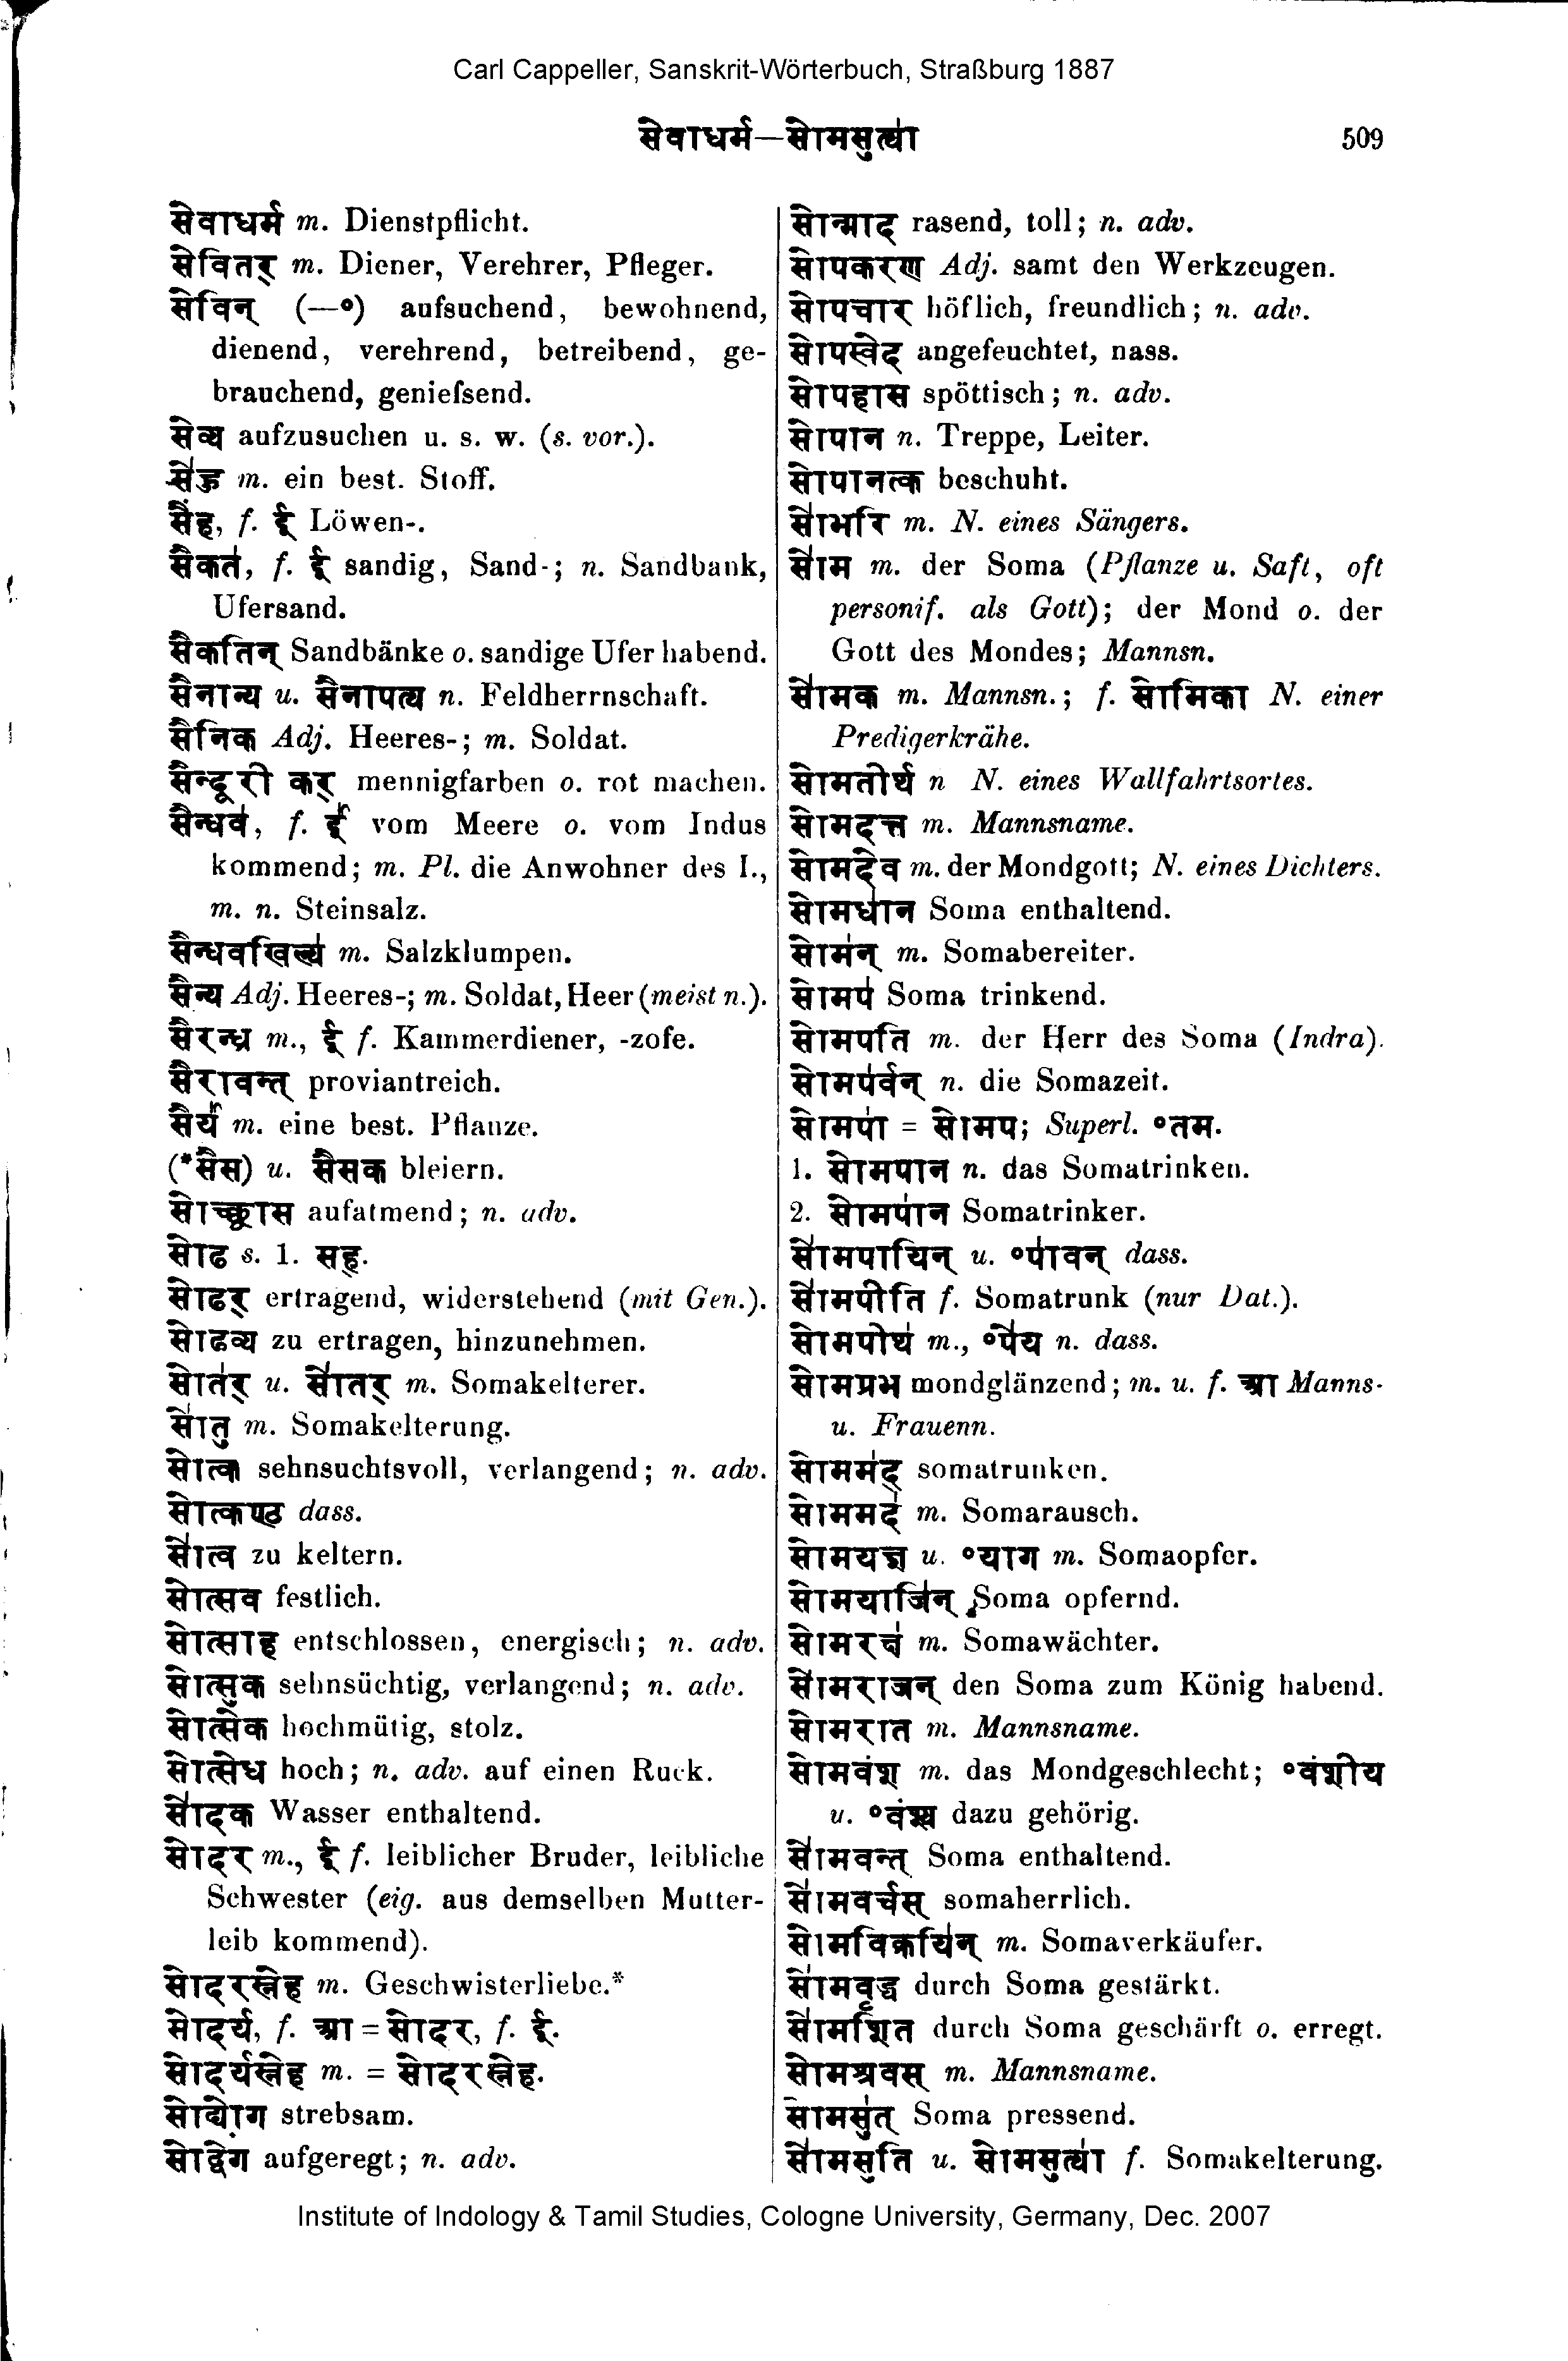 Carl Cappeller, Sanskrit-Wörterbuch, Straßburg 1887
सेवाधर्म—सोमसुत्या॑ 509
सेवाधर्म m. Dienstpflicht.
सेवितर् m. Diener, Verehrer, Pfleger.
सेविन् (—°) aufsuchend, bewohnend,
dienend, verehrend, betreibend, ge-
brauchend, geniefsend.
सेव्य aufzusuchen u. s. w. (s. vor.).
m. ein best. Stoff.
सैंह, f. ई Löwen-.
सैकत॑, f. ई sandig, Sand-; n. Sandbank,
Ufersand.
सैकतिन् Sandbänke o. sandige Ufer habend.
सैनान्य u. सैनापत्य n. Feldherrnschaft.
सैनिक Adj. Heeres-; m. Soldat.
सैन्दूरी कर् mennigfarben o. rot machen.
सैन्धव॑, f. ई॑ vom Meere o. vom Indus
kommend; m. Pl. die Anwohner des I.,
m. n. Steinsalz.
सैन्धवखिल्य॑ m. Salzklumpen.
सैन्य Adj. Heeres-; m. Soldat, Heer (meist n.).
सैरन्ध्र m., ई f. Kammerdiener, -zofe.
सैरावन्त् proviantreich.
सैर्य॑ m. eine best. Pflanze.
(*सैस) u. सैसक bleiern.
सोच्छ्वास aufatmend; n. adv.
सोढ s. 1. सह्.
सोढर् ertragend, widerstehend (mit Gen.).
सोढव्य zu ertragen, hinzunehmen.
सोत॑र् u. सो॑तर् m. Somakelterer.
सो॑तु m. Somakelterung.
सोत्क sehnsuchtsvoll, verlangend; n. adv.
सोत्कण्ठ dass.
सो॑त्व zu keltern.
सोत्सव festlich.
सोत्साह entschlossen, energisch; n. adv.
सोत्सुक sehnsüchtig, verlangend; n. adv.
सोत्सेक hochmütig, stolz.
सोत्सेध hoch; n. adv. auf einen Ruck.
सो॑दक Wasser enthaltend.
सोदर m., ई f. leiblicher Bruder, leibliche
Schwester (eig. aus demselben Mutter-
leib kommend).
सोदरस्नेह m. Geschwisterliebe.*
सोदर्य, f. आ = सोदर, f. ई.
सोदर्यस्नेह m. = सोदरस्नेह.
सोद्योग strebsam.
सोद्वेग aufgeregt; n. adv.
सोन्माद rasend, toll; n. adv.
सोपकरण Adj. samt den Werkzeugen.
सोपचार höflich, freundlich; n. adv.
सोपस्वेद angefeuchtet, nass.
सोपहास spöttisch; n. adv.
सोपान n. Treppe, Leiter.
सोपानत्क beschuht.
सो॑भरि m. N. eines Sängers.
सो॑म m. der Soma (Pflanze u. Saft, oft
personif. als Gott); der Mond o. der
Gott des Mondes; Mannsn.
सो॑मक m. Mannsn.; f. सोमिका N. einer
Predigerkrähe.
सोमतीर्थ n N. eines Wallfahrtsortes.
सोमदत्त m. Mannsname.
सोमदेव m. der Mondgott; N. eines Dichters.
सोमधा॑न Soma enthaltend.
सोम॑न् m. Somabereiter.
सोमप॑ Soma trinkend.
सोमपति m. der Herr des Soma (Indra).
सोमप॑र्वन् n. die Somazeit.
सोमपा॑ = सोमप; Superl. °तम.
1. सोमपान n. das Somatrinken.
2. सोमपा॑न Somatrinker.
सो॑मपायिन् u. °पा॑वन् dass.
सो॑मपीति f. Somatrunk (nur Dat.).
सोमपीथ॑ m., °पे॑य n. dass.
सोमप्रभ mondglänzend; m. u. f. आ Manns-
u. Frauenn.
सोमम॑द् somatrunken.
सोममद॑ m. Somarausch.
सोमयज्ञ u. °याग m. Somaopfer.
सोमयाजि॑न् Soma opfernd.
सोमरक्ष॑ m. Somawächter.
सो॑मराजन् den Soma zum König habend.
सोमरात m. Mannsname.
सोमवंश m. das Mondgeschlecht; °वंशीय
u. °वंश्य dazu gehörig.
सो॑मवन्त् Soma enthaltend.
सो॑मवर्चस् somaherrlich.
सोमविक्रयि॑न् m. Somaverkäufer.
सो॑मवृद्ध durch Soma gestärkt.
सो॑मशित durch Soma geschärft o. erregt.
सोमश्रवस् m. Mannsname.
सोमसु॑त् Soma pressend.
सो॑मसुति u. सोमसुत्या॑ f. Somakelterung.
Institute of Indology & Tamil Studies, Cologne University, Germany, Dec. 2007